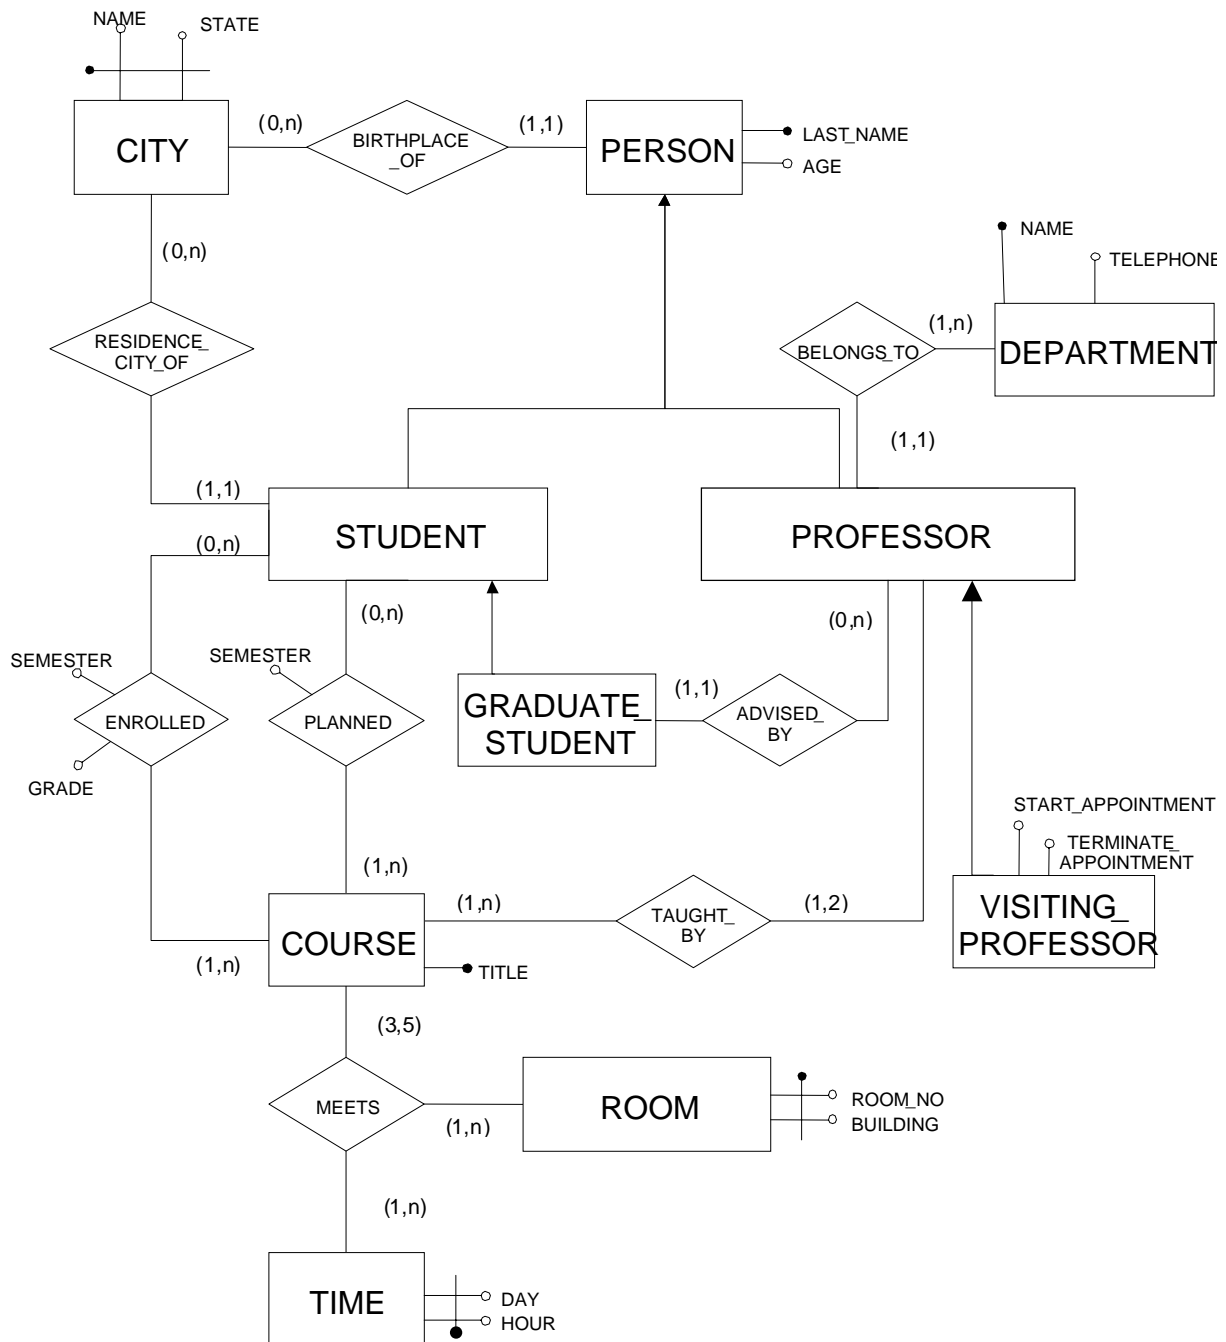 NAME
STATE
CITY
(0,n)
BIRTHPLACE
_OF
(1,1)
PERSON
LAST_NAME
AGE
(0,n)
NAME
TELEPHONE
RESIDENCE_
CITY_OF
BELONGS_TO
(1,n)
DEPARTMENT
(1,1)
(1,1)
STUDENT
PROFESSOR
(0,n)
(0,n)
(0,n)
SEMESTER
SEMESTER
ENROLLED
PLANNED
GRADUATE_
STUDENT
(1,1)
ADVISED_
BY
GRADE
START_APPOINTMENT
TERMINATE_
APPOINTMENT
(1,n)
(1,n)
TAUGHT_
BY
(1,2)
VISITING_
PROFESSOR
COURSE
(1,n)
TITLE
(3,5)
MEETS
(1,n)
ROOM
ROOM_NO
BUILDING
(1,n)
TIME
DAY
HOUR